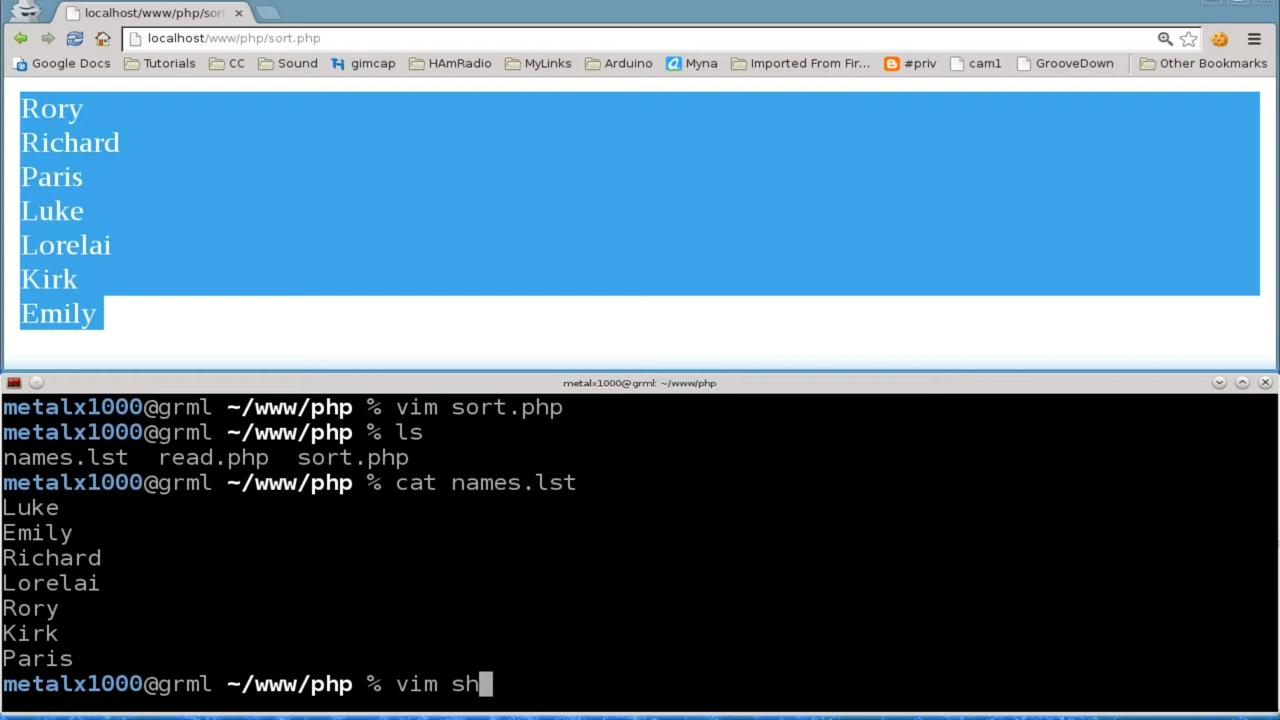 localhost/www/php/sort
localhost/www/php/sort.php
Google Docs Tutorials CC Sound gimcap HAmRadio MyLinks Arduino Myna Imported From Fir... #priv cam1 GrooveDown Other Bookmarks
Rory
Richard
Paris
Luke
Lorelai
Kirk
Emily
metalx1000@grml: ~/www/php
metalx1000@grml ~/www/php % vim sort.php
metalx1000@grml ~/www/php % ls
names.lst read.php sort.php
metalx1000@grml ~/www/php % cat names.lst
Luke
Emily
Richard
Lorelai
Rory
Kirk
Paris
metalx1000@grml ~/www/php % vim sh